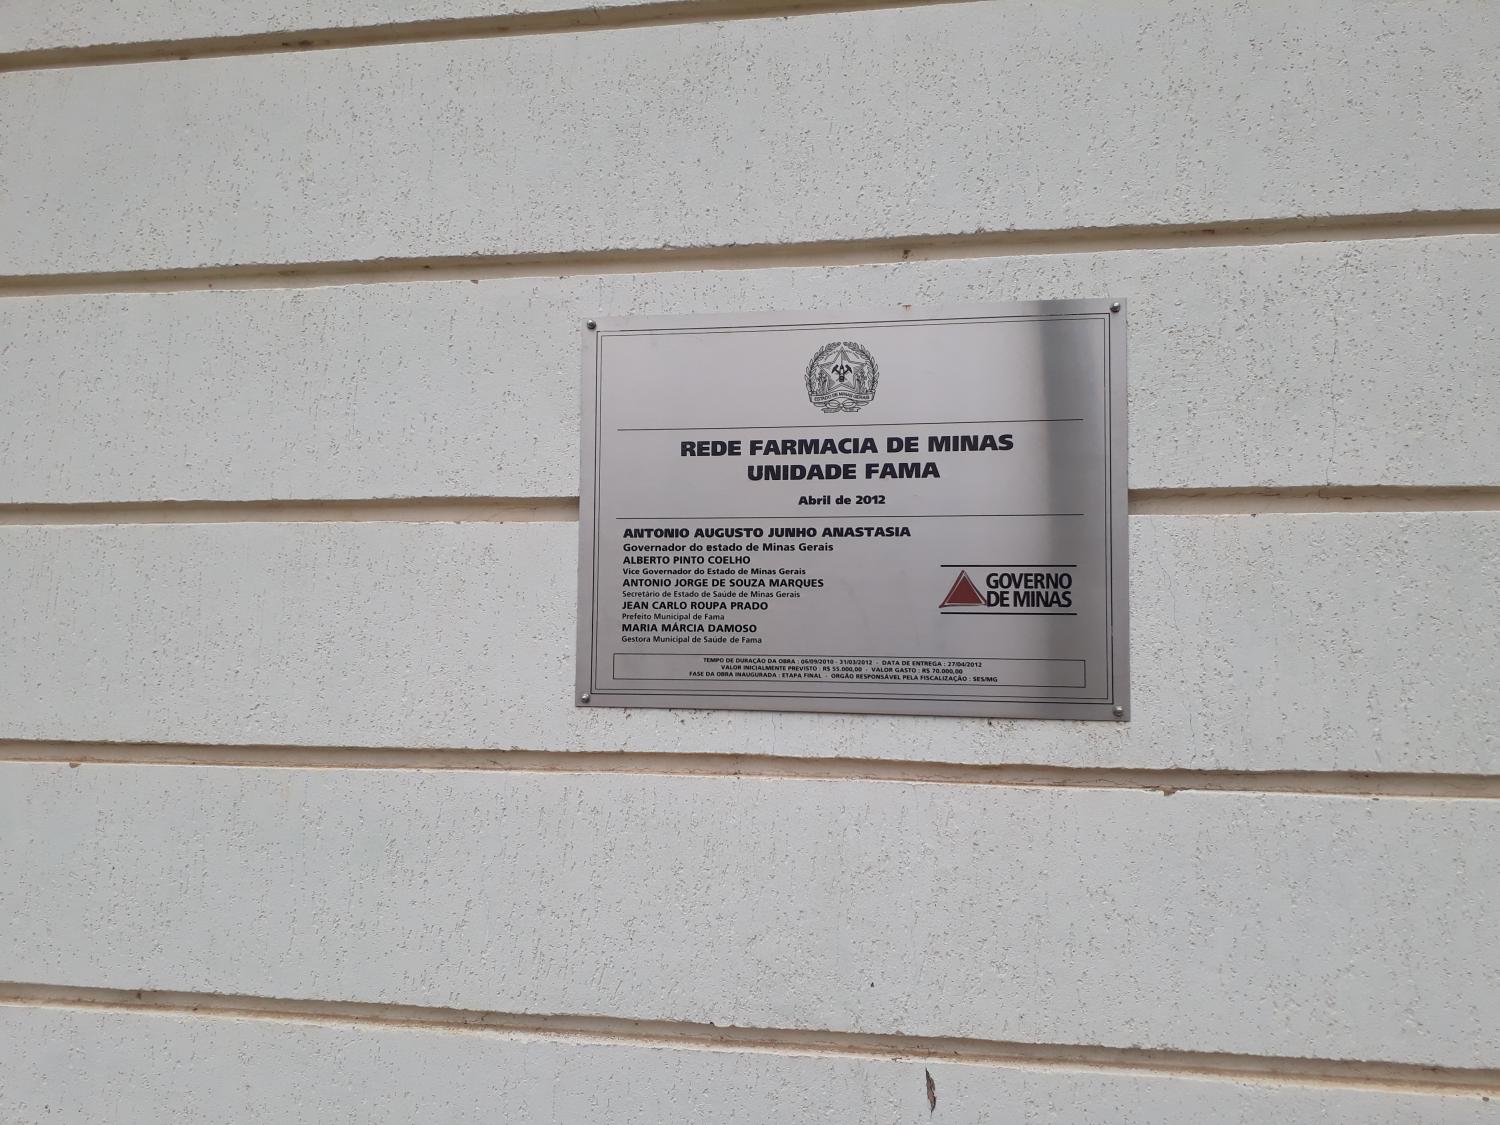 ESTADO DE MINAS GERAIS
REDE FARMACIA DE MINAS
UNIDADE FAMA
Abril de 2012
ANTONIO AUGUSTO JUNHO ANASTASIA
Governador do estado de Minas Gerais
ALBERTO PINTO COELHO
Vice Governador do Estado de Minas Gerais
ANTONIO JORGE DE SOUZA MARQUES
Secretário de Estado de Saúde de Minas Gerais
JEAN CARLO ROUPA PRADO
Prefeito Municipal de Fama
MARIA MÁRCIA DAMOSO
Gestora Municipal de Saúde de Fama
GOVERNO
DE MINAS
TEMPO DE DURAÇÃO DA OBRA : 06/09/2010 - 31/03/2012 - DATA DE ENTREGA : 27/04/2012
VALOR INICIALMENTE PREVISTO : R$ 55.000,00 - VALOR GASTO : R$ 70.000,00
FASE DA OBRA INAUGURADA : ETAPA FINAL - ORGÃO RESPONSÁVEL PELA FISCALIZAÇÃO : SES/MG